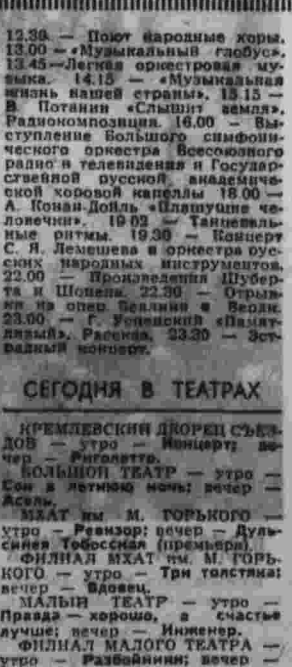 12.30. — Поют народные хоры.
13.00 — «Музыкальный глобус».
13.45 — Легкая оркестровая му-
зыка. 14.15 — «Музыкальная
жизнь нашей страны». 15.15 —
В. Потанин «Слышит земля».
Радиокомпозиция. 16.00 — Вы-
ступление Большого симфони-
ческого оркестра Всесоюзного
радио и телевидения и Государ-
ственной русской академиче-
ской хоровой капеллы 18.00 —
А. Конан-Дойль «Пляшущие че-
ловечки». 19.02 — Танцеваль-
ные ритмы. 19.30 — Концерт
С. Я. Лемешева и оркестра рус-
ских народных инструментов.
22.00 — Произведения Шубер-
та и Шопена. 22.30 — Отрыв-
ки из опер Беллини и Верди.
23.00 — Г. Успенский «Памят-
ливый». Рассказ. 23.30 — Эст-
радный концерт.
СЕГОДНЯ В ТЕАТРАХ
КРЕМЛЕВСКИЙ ДВОРЕЦ СЪЕЗ-
ДОВ — утро — Концерт; ве-
чер — Риголетто.
БОЛЬШОЙ ТЕАТР — утро —
Сон в летнюю ночь; вечер —
Асель.
МХАТ им М. ГОРЬКОГО —
утро — Ревизор; вечер — Дуль-
синея Тобосская (премьера).
ФИЛИАЛ МХАТ им. М. ГОРЬ-
КОГО — утро — Три толстяка;
вечер — Вдовец.
МАЛЫЙ ТЕАТР — утро —
Правда — хорошо, а счастье
лучше; вечер — Инженер.
ФИЛИАЛ МАЛОГО ТЕАТРА —
утро — Разбойники; вечер —